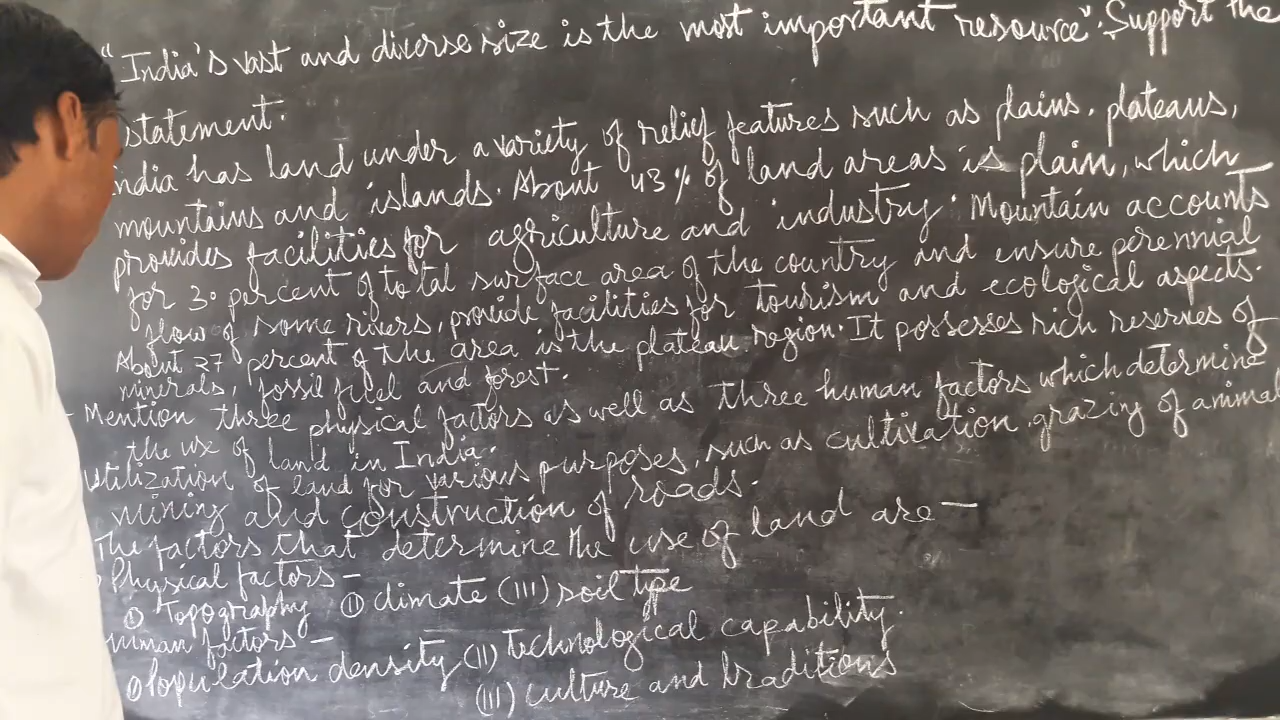 "India's vast and diverse size is the most important resource". Support the
statement.
India has land under a variety of relief features such as plains, plateaus,
mountains and islands. About 43% of land areas is plain, which
provides facilities for agriculture and industry. Mountain accounts
for 30 percent of total surface area of the country and ensure perennial
flow of some rivers, provide facilities for tourism and ecological aspects.
About 27 percent of the area is the plateau region. It possesses rich reserves of
minerals, fossil fuel and forest.
- Mention three physical factors as well as three human factors which determine
the use of land in India.
Utilization of land for various purposes, such as cultivation, grazing of animal
mining and construction of roads.
The factors that determine the use of land are —
Physical factors —
(I) Topography (II) climate (III) soil type
Human factors —
(I) Population density (II) technological capability.
(III) culture and traditions